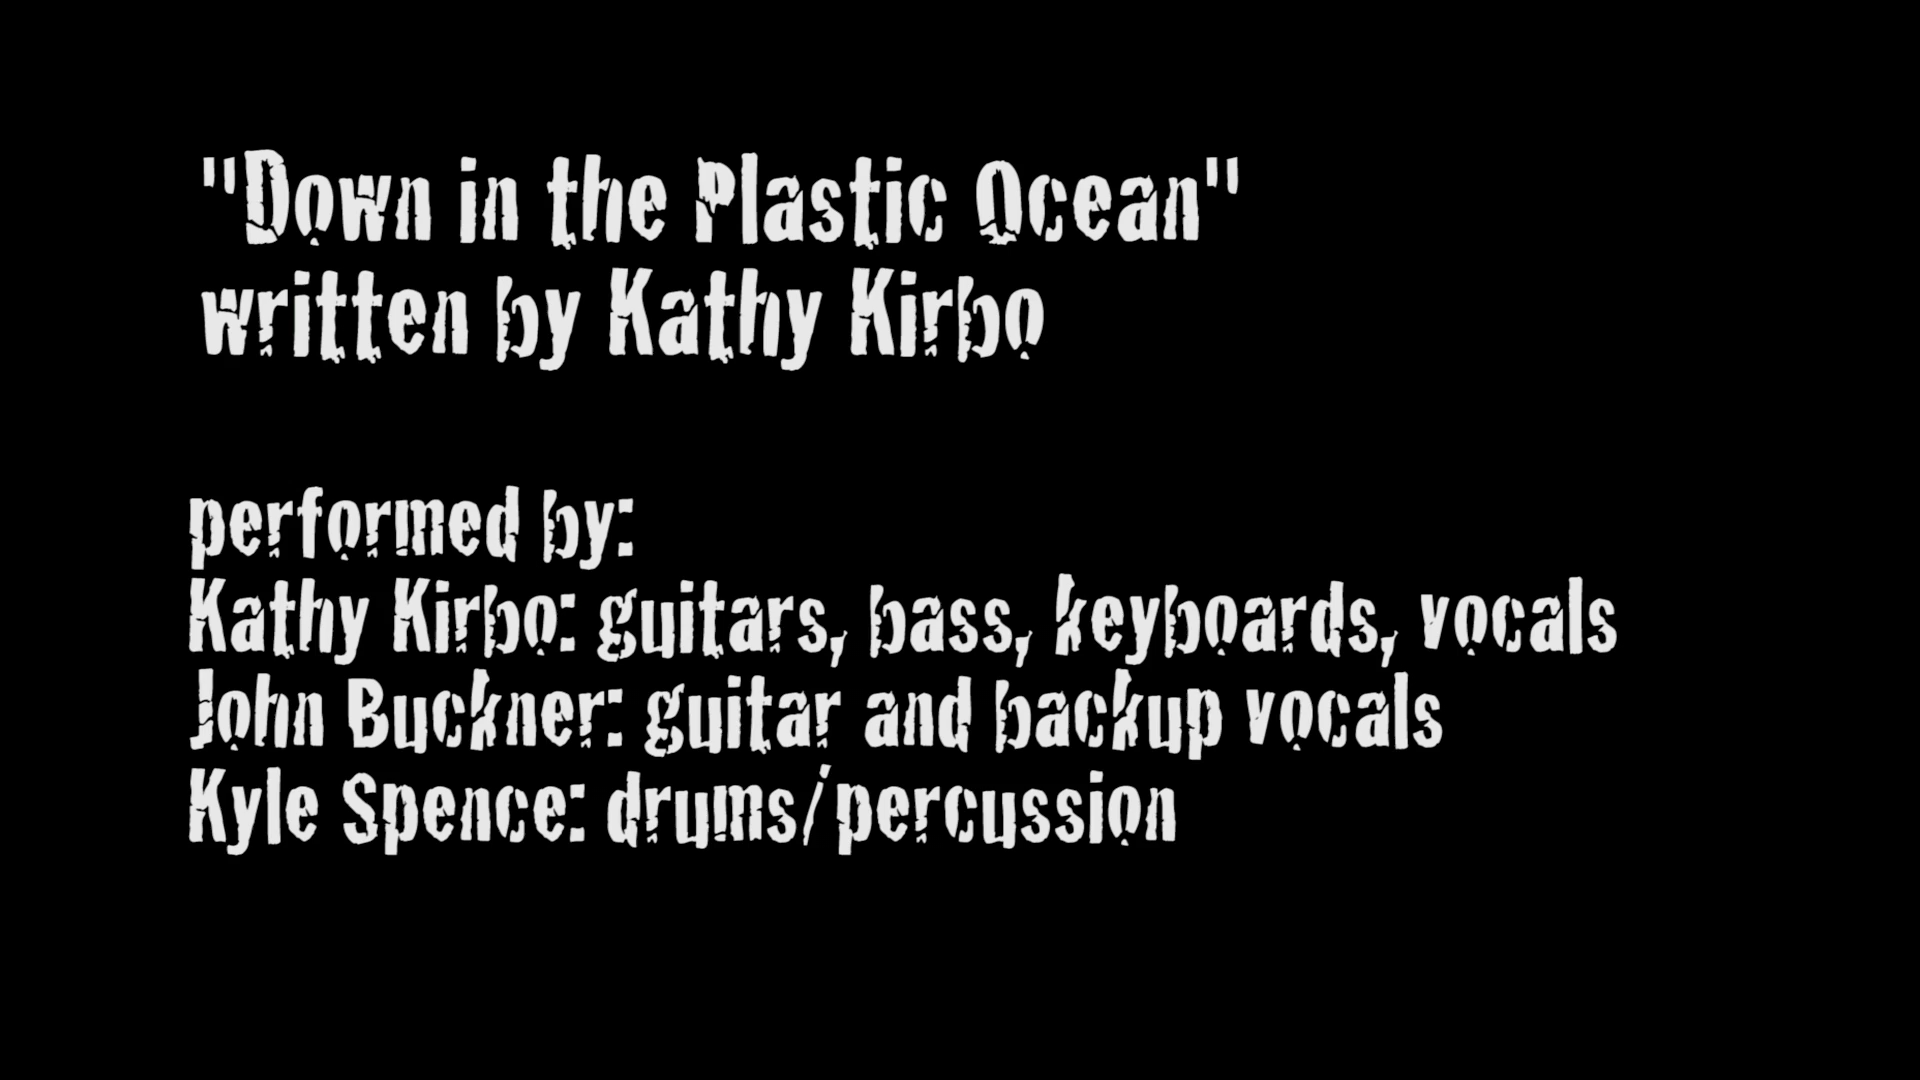 "Down in the Plastic Ocean"
written by Kathy Kirbo
performed by:
Kathy Kirbo: guitars, bass, keyboards, vocals
John Buckner: guitar and backup vocals
Kyle Spence: drums/percussion